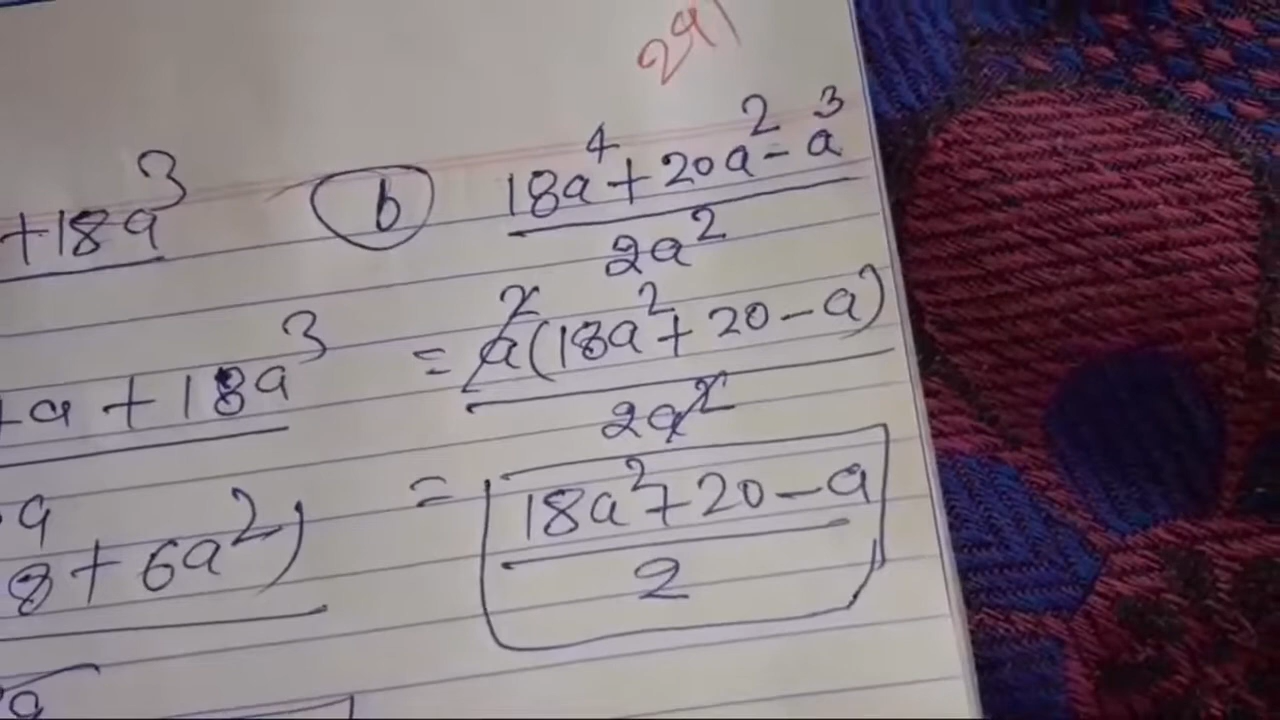 29)
+18a³
b 18a⁴+20a²-a³
2a²
+a+18a³
= a²(18a²+20-a)
2a²
a
8+6a²)
= 18a²+20-a
2
a